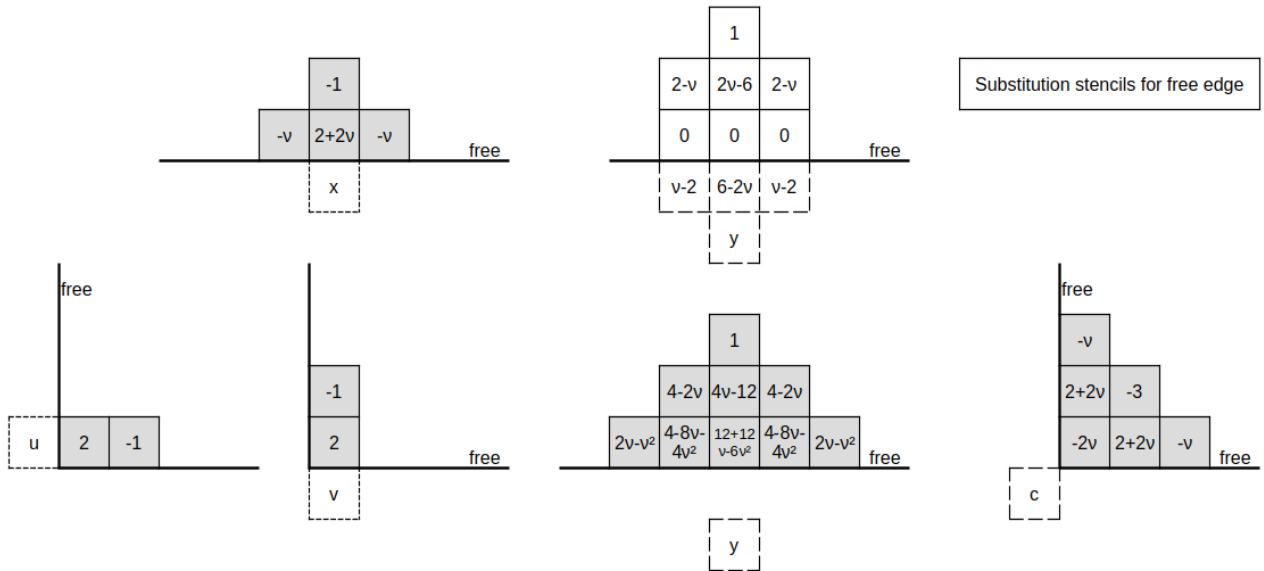 1
-1
2-ν 2ν-6 2-ν
Substitution stencils for free edge
-ν 2+2ν -ν
free
0 0 0
free
x
ν-2 6-2ν ν-2
y
free
free
1
-ν
-1
4-2ν 4ν-12 4-2ν
2+2ν -3
u
2 -1
2
free
2ν-ν² 4-8ν- 12+12 4-8ν- 2ν-ν²
4ν² ν-6ν² 4ν²
free
-2ν 2+2ν -ν
free
v
c
y